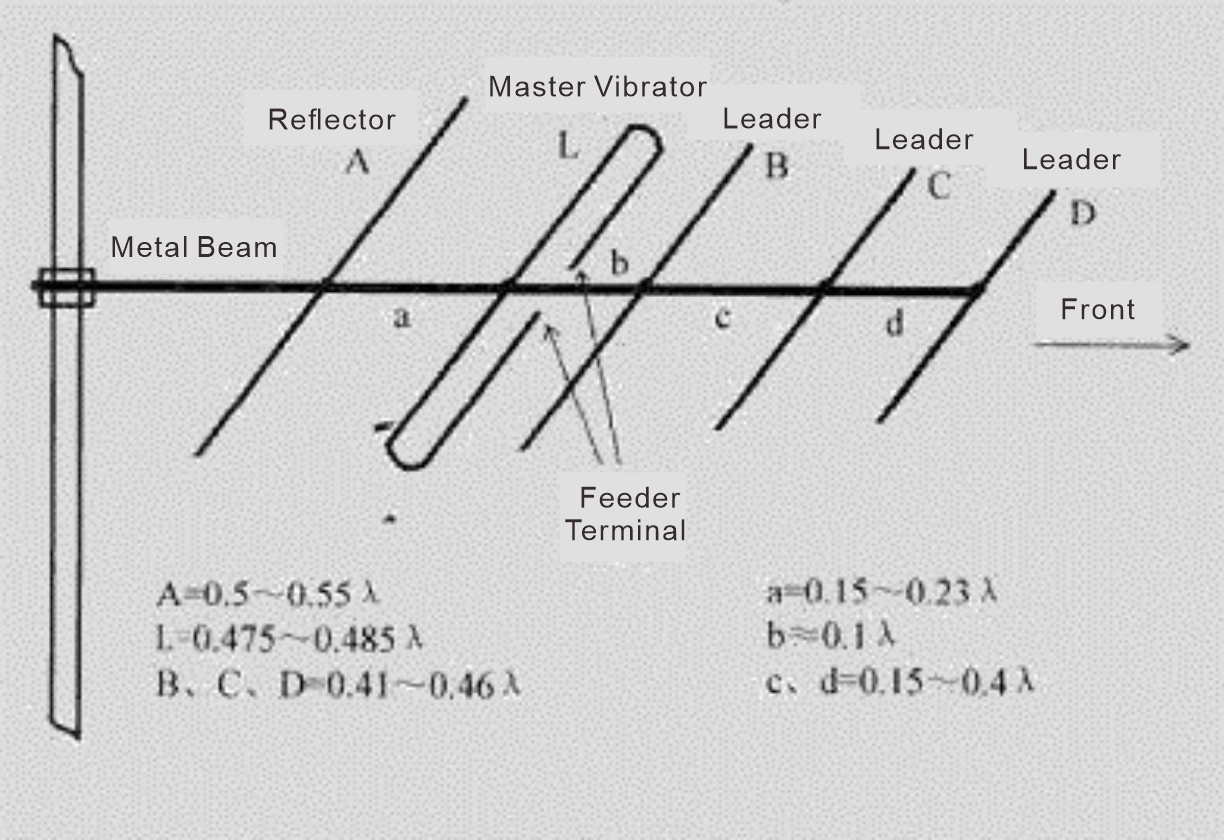 Master Vibrator
Reflector
Leader
Leader
Leader
A
L
B
C
D
Metal Beam
b
a
c
d
Front
Feeder
Terminal
A=0.5～0.55 λ
L=0.475～0.485 λ
B、C、D=0.41～0.46 λ
a=0.15～0.23 λ
b≈0.1 λ
c、d=0.15～0.4 λ